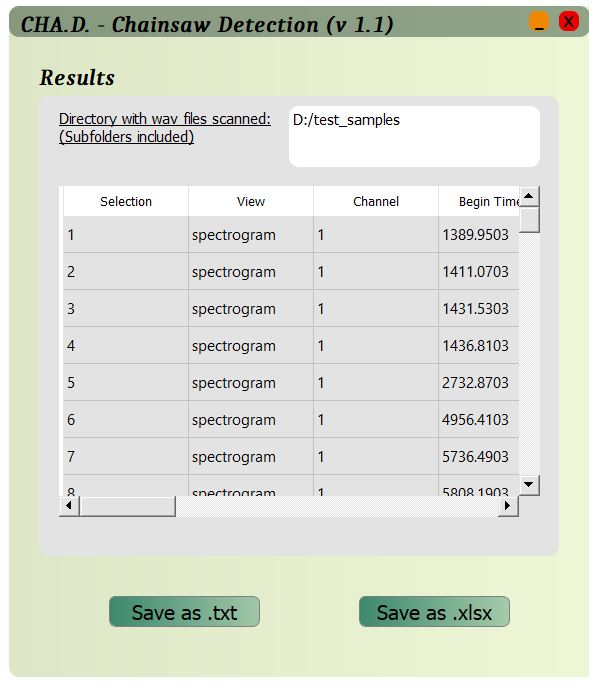 CHA.D. - Chainsaw Detection (v 1.1) _ X
Results
Directory with wav files scanned: D:/test_samples
(Subfolders included)
Selection View Channel Begin Time
1 spectrogram 1 1389.9503
2 spectrogram 1 1411.0703
3 spectrogram 1 1431.5303
4 spectrogram 1 1436.8103
5 spectrogram 1 2732.8703
6 spectrogram 1 4956.4103
7 spectrogram 1 5736.4903
8 spectrogram 1 5808.1903
Save as .txt Save as .xlsx